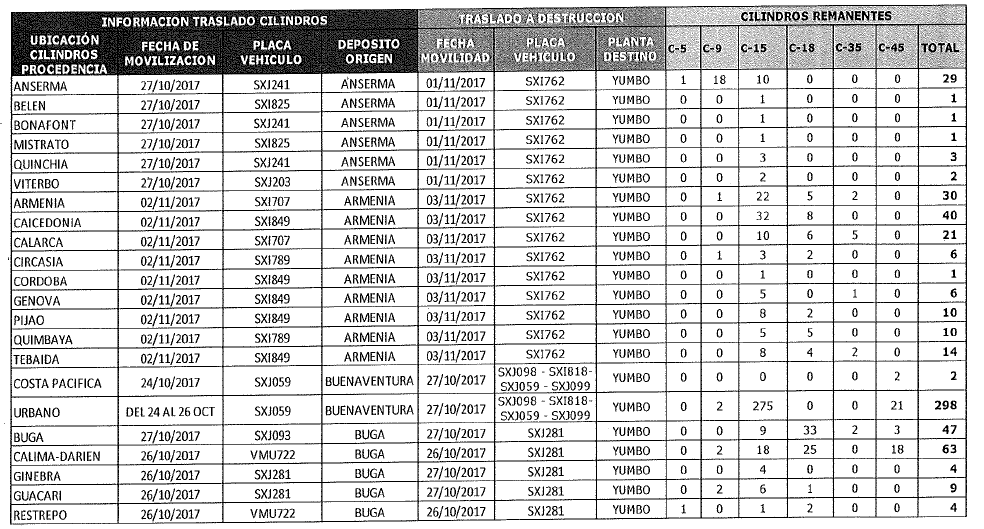 INFORMACION TRASLADO CILINDROS TRASLADO A DESTRUCCION CILINDROS REMANENTES
UBICACIÓN CILINDROS PROCEDENCIA FECHA DE MOVILIZACION PLACA VEHICULO DEPOSITO ORIGEN FECHA MOVILIDAD PLACA VEHICULO PLANTA DESTINO C-5 C-9 C-15 C-18 C-35 C-45 TOTAL
ANSERMA 27/10/2017 SXJ241 ANSERMA 01/11/2017 SXI762 YUMBO 1 18 10 0 0 0 29
BELEN 27/10/2017 SXI825 ANSERMA 01/11/2017 SXI762 YUMBO 0 0 1 0 0 0 1
BONAFONT 27/10/2017 SXJ241 ANSERMA 01/11/2017 SXI762 YUMBO 0 0 1 0 0 0 1
MISTRATO 27/10/2017 SXI825 ANSERMA 01/11/2017 SXI762 YUMBO 0 0 1 0 0 0 1
QUINCHIA 27/10/2017 SXJ241 ANSERMA 01/11/2017 SXI762 YUMBO 0 0 3 0 0 0 3
VITERBO 27/10/2017 SXJ203 ANSERMA 01/11/2017 SXI762 YUMBO 0 0 2 0 0 0 2
ARMENIA 02/11/2017 SXI707 ARMENIA 03/11/2017 SXI762 YUMBO 0 1 22 5 2 0 30
CAICEDONIA 02/11/2017 SXI849 ARMENIA 03/11/2017 SXI762 YUMBO 0 0 32 8 0 0 40
CALARCA 02/11/2017 SXI707 ARMENIA 03/11/2017 SXI762 YUMBO 0 0 10 6 5 0 21
CIRCASIA 02/11/2017 SXI789 ARMENIA 03/11/2017 SXI762 YUMBO 0 1 3 2 0 0 6
CORDOBA 02/11/2017 SXI849 ARMENIA 03/11/2017 SXI762 YUMBO 0 0 1 0 0 0 1
GENOVA 02/11/2017 SXI849 ARMENIA 03/11/2017 SXI762 YUMBO 0 0 5 0 1 0 6
PIJAO 02/11/2017 SXI849 ARMENIA 03/11/2017 SXI762 YUMBO 0 0 8 2 0 0 10
QUIMBAYA 02/11/2017 SXI789 ARMENIA 03/11/2017 SXI762 YUMBO 0 0 5 5 0 0 10
TEBAIDA 02/11/2017 SXI849 ARMENIA 03/11/2017 SXI762 YUMBO 0 0 8 4 2 0 14
COSTA PACIFICA 24/10/2017 SXJ059 BUENAVENTURA 27/10/2017 SXJ098 - SXI818- SXJ059 - SXJ099 YUMBO 0 0 0 0 0 2 2
URBANO DEL 24 AL 26 OCT SXJ059 BUENAVENTURA 27/10/2017 SXJ098 - SXI818- SXJ059 - SXJ099 YUMBO 0 2 275 0 0 21 298
BUGA 27/10/2017 SXJ093 BUGA 27/10/2017 SXJ281 YUMBO 0 0 9 33 2 3 47
CALIMA-DARIEN 26/10/2017 VMU722 BUGA 26/10/2017 SXJ281 YUMBO 0 2 18 25 0 18 63
GINEBRA 26/10/2017 SXJ281 BUGA 27/10/2017 SXJ281 YUMBO 0 0 4 0 0 0 4
GUACARI 26/10/2017 SXJ281 BUGA 27/10/2017 SXJ281 YUMBO 0 2 6 1 0 0 9
RESTREPO 26/10/2017 VMU722 BUGA 26/10/2017 SXJ281 YUMBO 1 0 1 2 0 0 4